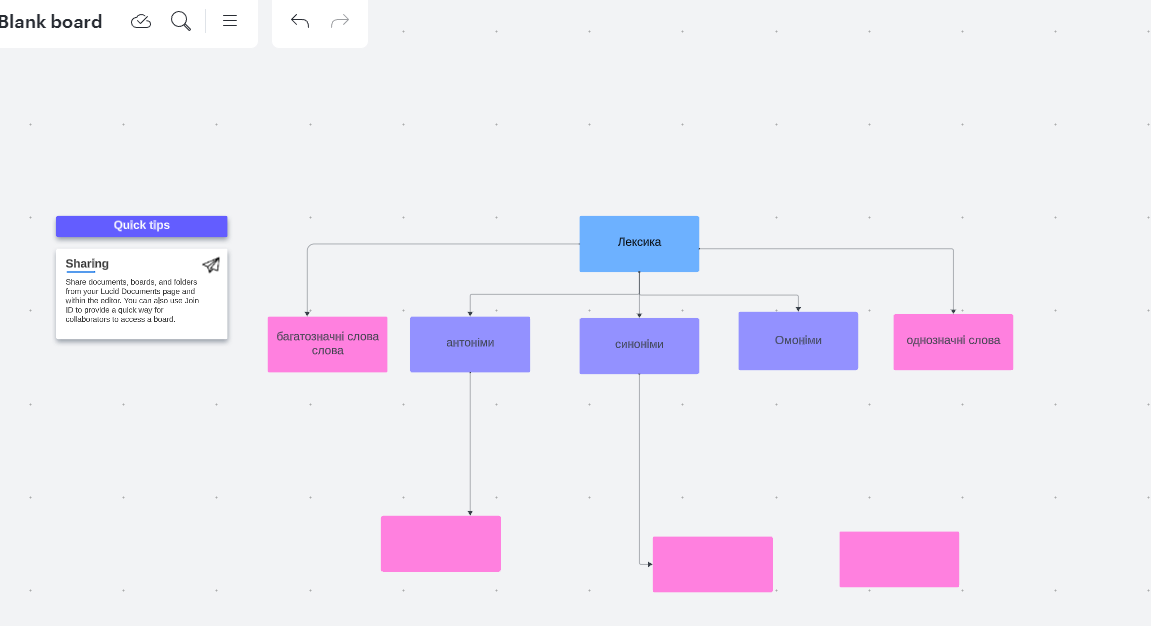 Blank board
Quick tips
Sharing
Share documents, boards, and folders
from your Lucid Documents page and
within the editor. You can also use Join
ID to provide a quick way for
collaborators to access a board.
Лексика
багатозначні слова
слова
антоніми
синоніми
Омоніми
однозначні слова